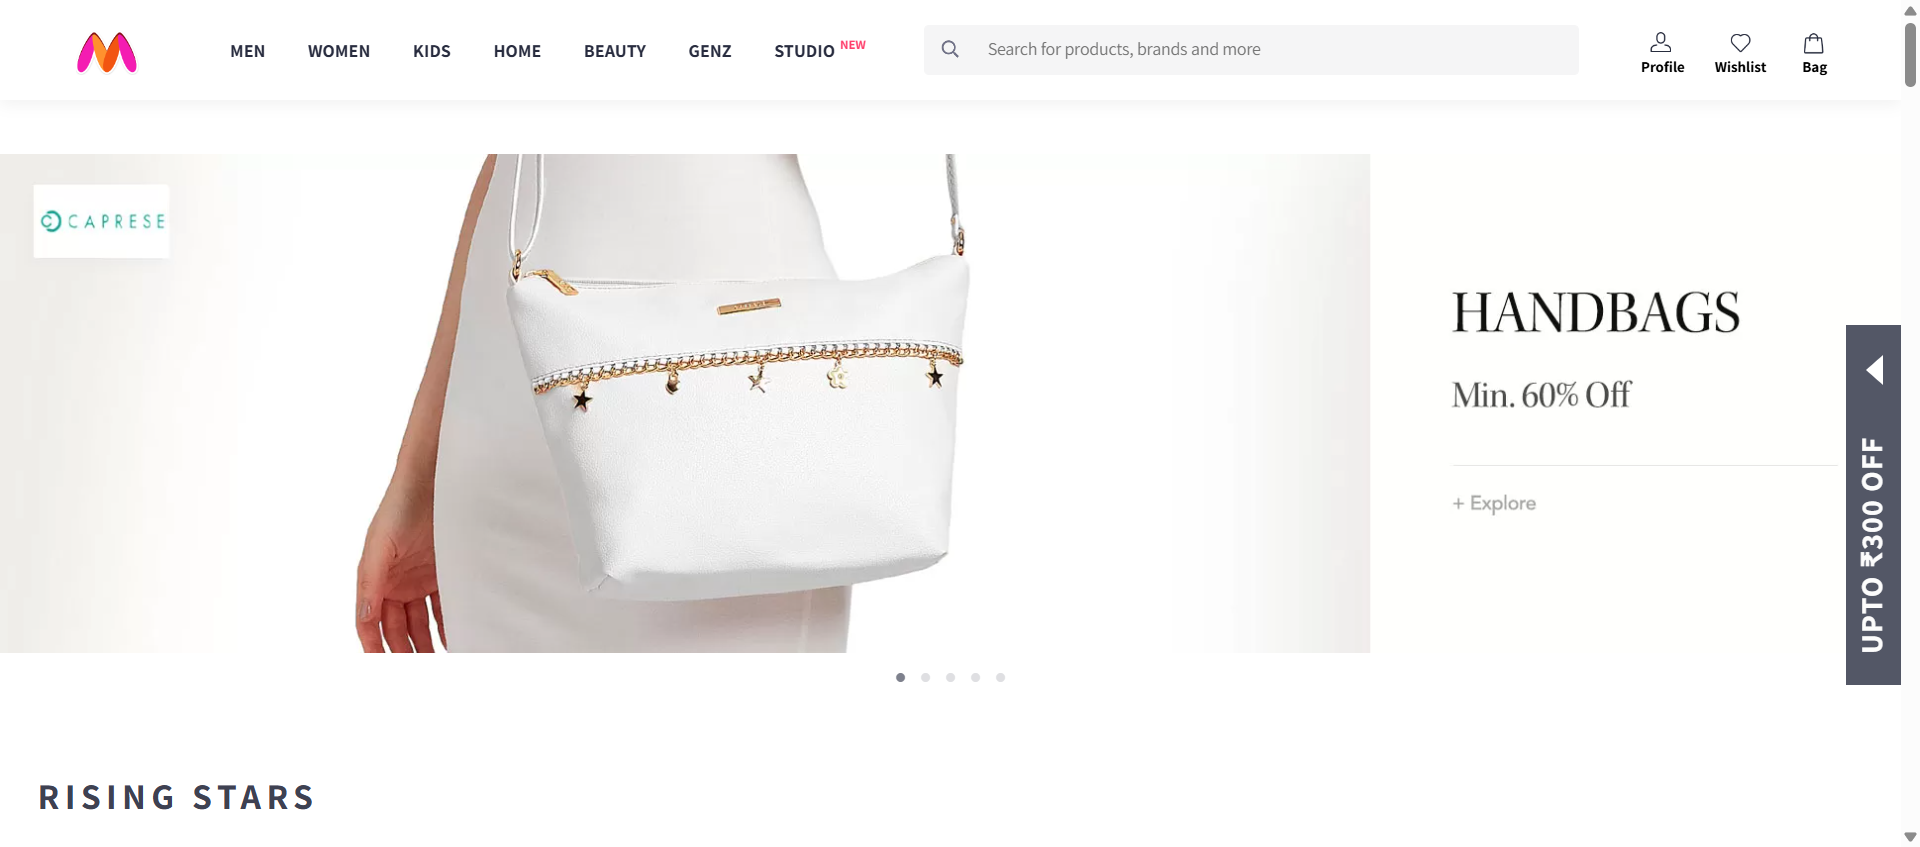 MEN WOMEN KIDS HOME BEAUTY GENZ STUDIO NEW
Search for products, brands and more
Profile Wishlist Bag
CAPRESE
HANDBAGS
Min. 60% Off
+ Explore
UPTO ₹300 OFF
RISING STARS